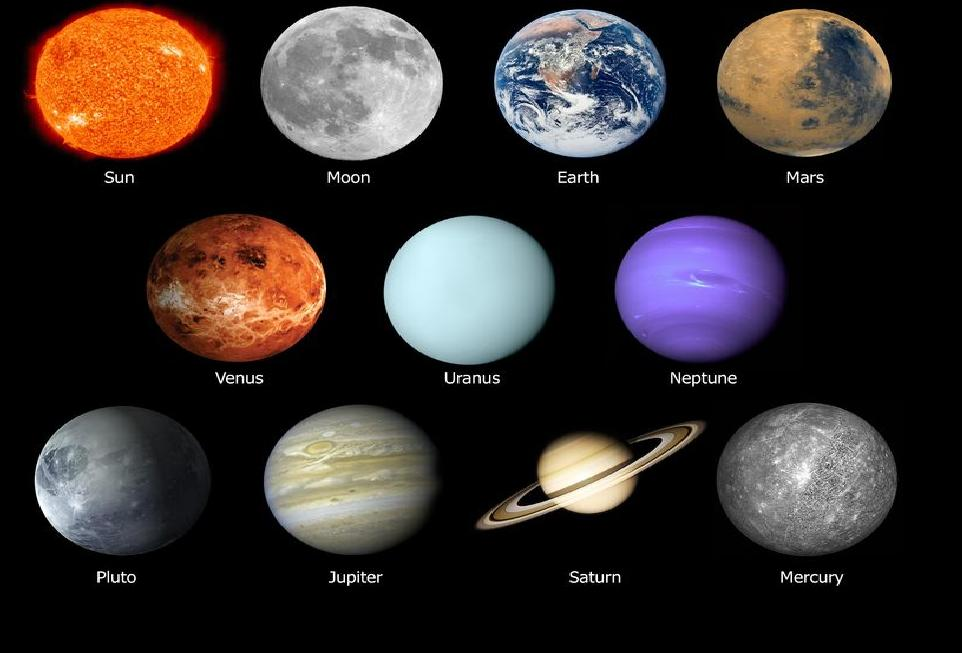 Sun
Moon
Earth
Mars
Venus
Uranus
Neptune
Pluto
Jupiter
Saturn
Mercury